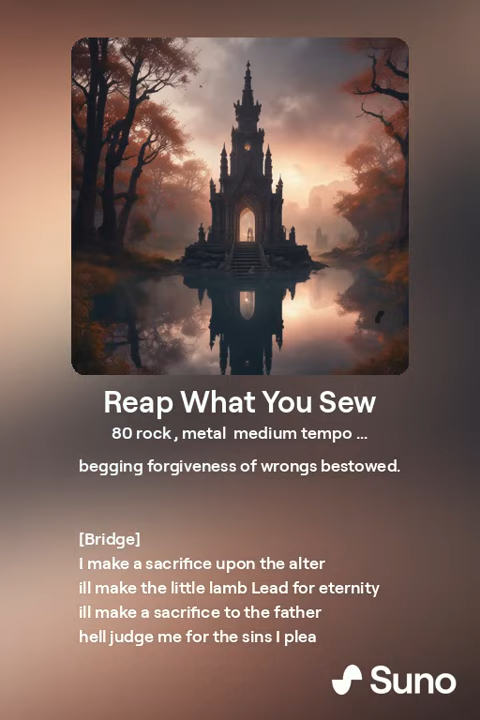 Reap What You Sew
80 rock, metal medium tempo ...
begging forgiveness of wrongs bestowed.
[Bridge]
I make a sacrifice upon the alter
ill make the little lamb Lead for eternity
ill make a sacrifice to the father
hell judge me for the sins I plea
Suno